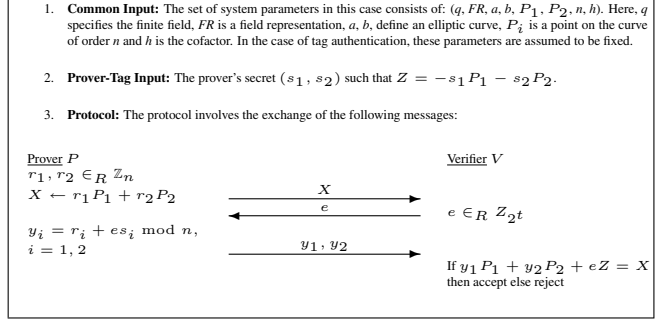 1. Common Input: The set of system parameters in this case consists of: (q, FR, a, b, P₁, P₂, n, h). Here, q
specifies the finite field, FR is a field representation, a, b, define an elliptic curve, Pᵢ is a point on the curve
of order n and h is the cofactor. In the case of tag authentication, these parameters are assumed to be fixed.
2. Prover-Tag Input: The prover's secret (s₁, s₂) such that Z = −s₁P₁ − s₂P₂.
3. Protocol: The protocol involves the exchange of the following messages:
Prover P
Verifier V
r₁, r₂ ∈_R ℤₙ
X ← r₁P₁ + r₂P₂
X
e
e ∈_R Z₂t
yᵢ = rᵢ + esᵢ mod n,
i = 1, 2
y₁, y₂
If y₁P₁ + y₂P₂ + eZ = X
then accept else reject